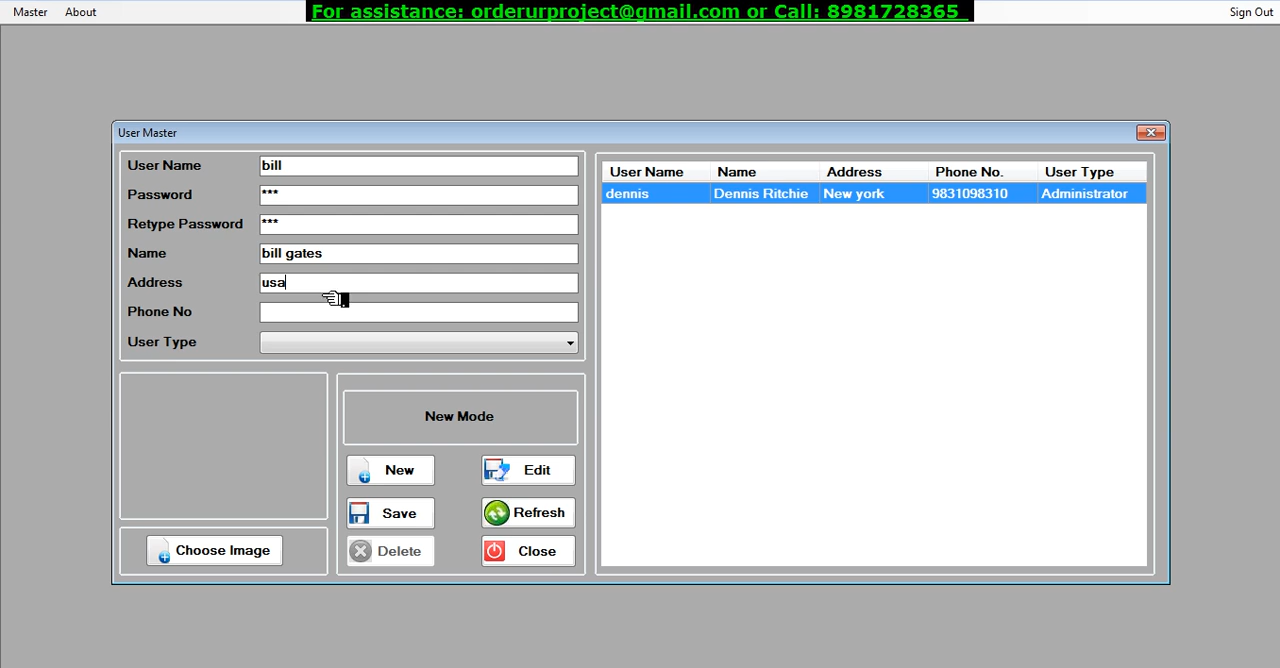 Master About For assistance: orderurproject@gmail.com or Call: 8981728365 Sign Out
User Master
User Name bill
Password ***
Retype Password ***
Name bill gates
Address usa
Phone No
User Type
User Name Name Address Phone No. User Type
dennis Dennis Ritchie New york 9831098310 Administrator
New Mode
New Edit
Save Refresh
Delete Close
Choose Image